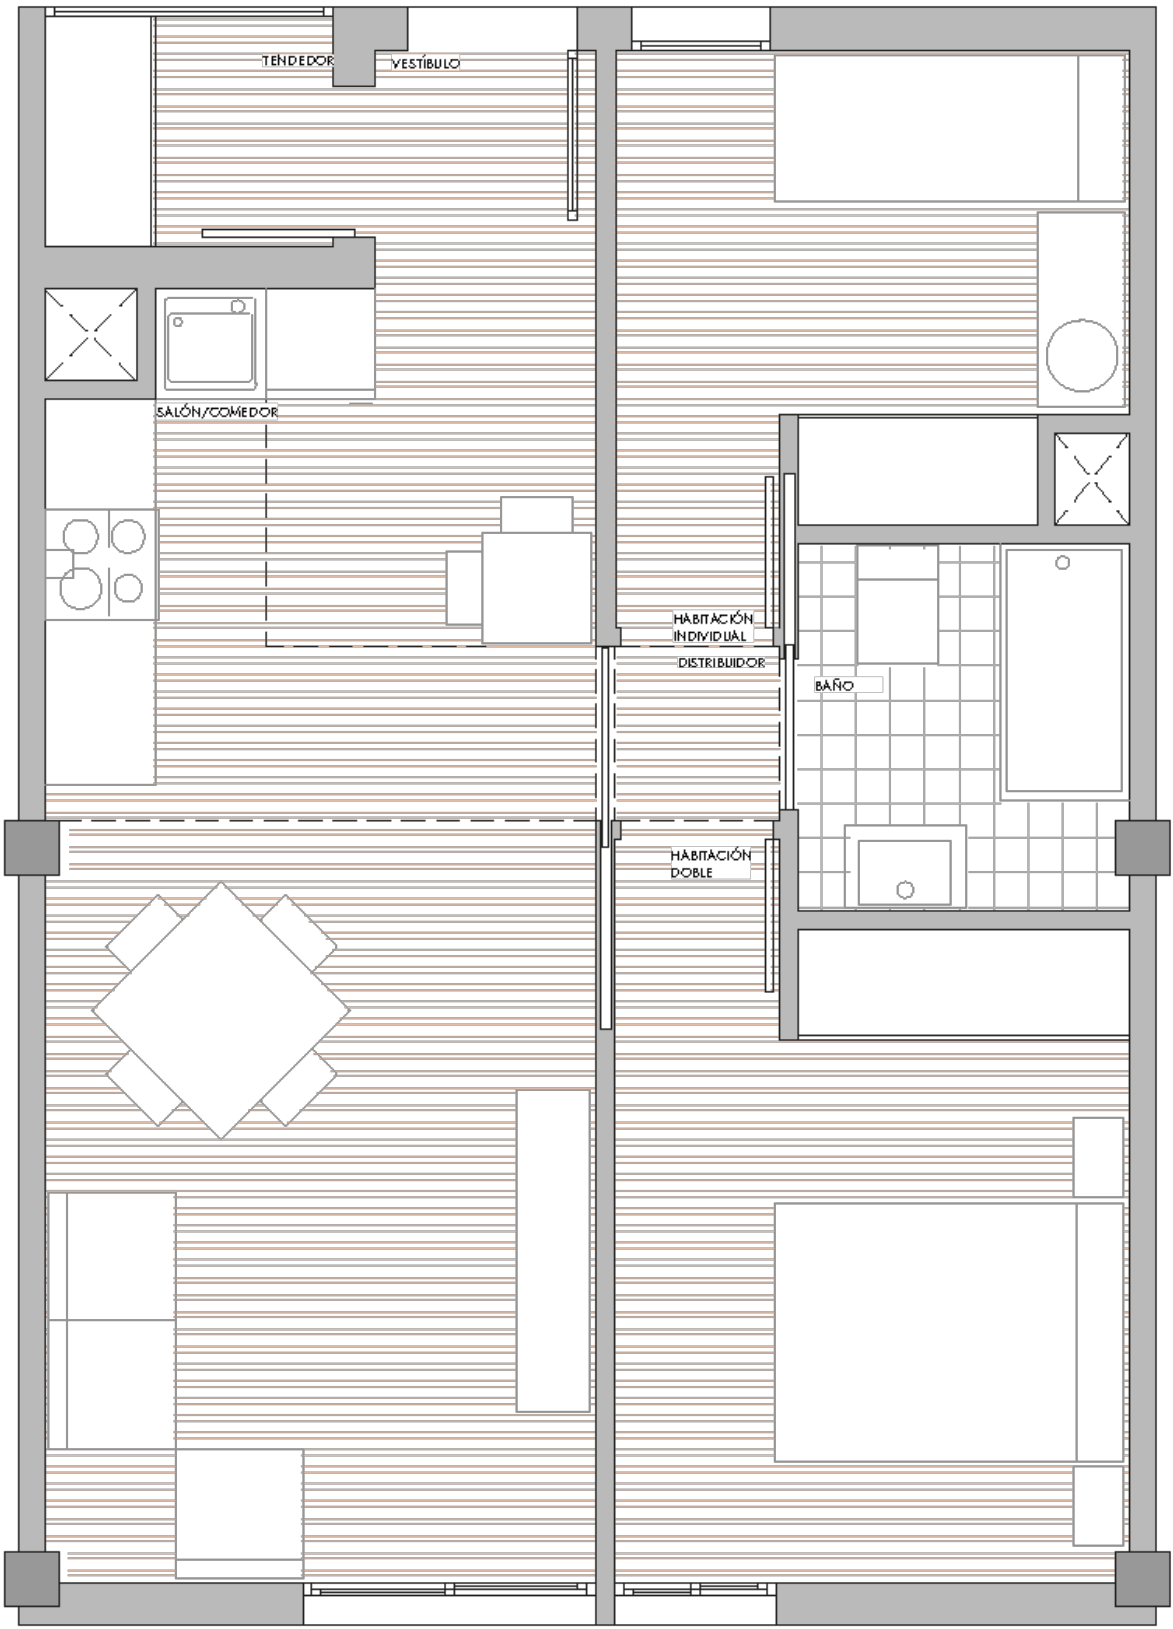 TENDEDOR
VESTÍBULO
SALÓN/COMEDOR
HABITACIÓN
INDIVIDUAL
DISTRIBUIDOR
BAÑO
HABITACIÓN
DOBLE